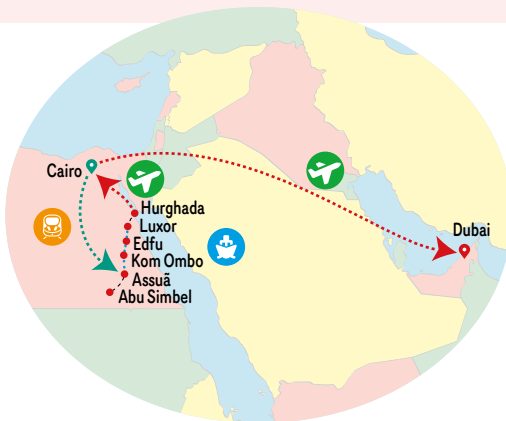 Cairo
Hurghada
Luxor
Edfu
Kom Ombo
Assuã
Abu Simbel
Dubai